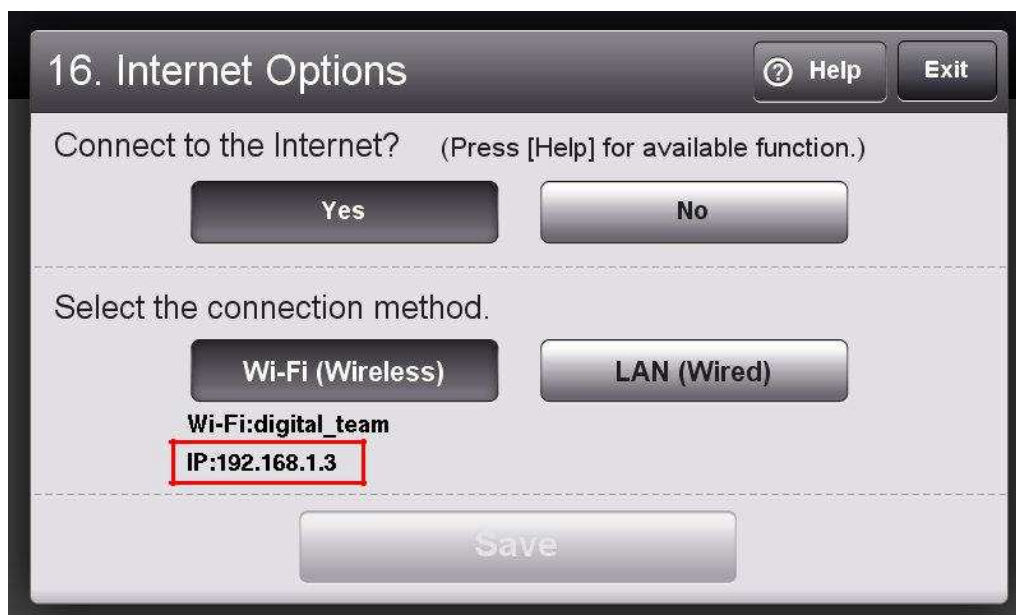 16. Internet Options
Help
Exit
Connect to the Internet? (Press [Help] for available function.)
Yes
No
Select the connection method.
Wi-Fi (Wireless)
LAN (Wired)
Wi-Fi:digital_team
IP:192.168.1.3
Save